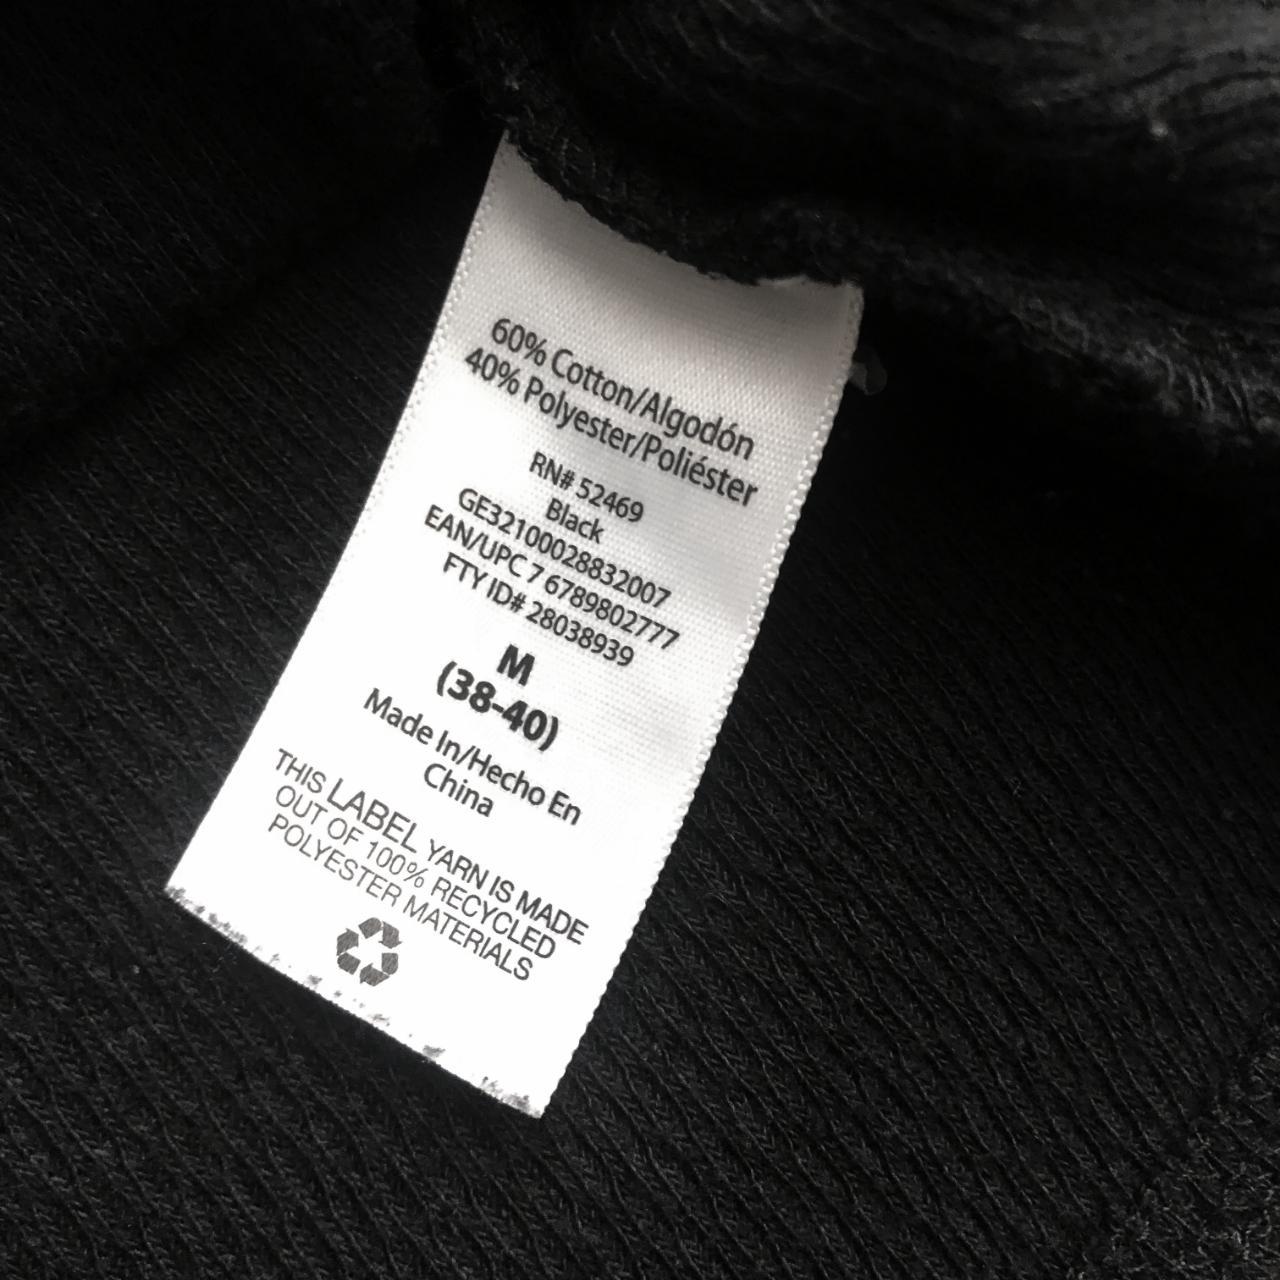 60% Cotton/Algodón
40% Polyester/Poliéster
RN# 52469
Black
GE32100028832007
EAN/UPC 7 6789802777
FTY ID# 28038939
M
(38-40)
Made In/Hecho En
China
THIS LABEL YARN IS MADE
OUT OF 100% RECYCLED
POLYESTER MATERIALS